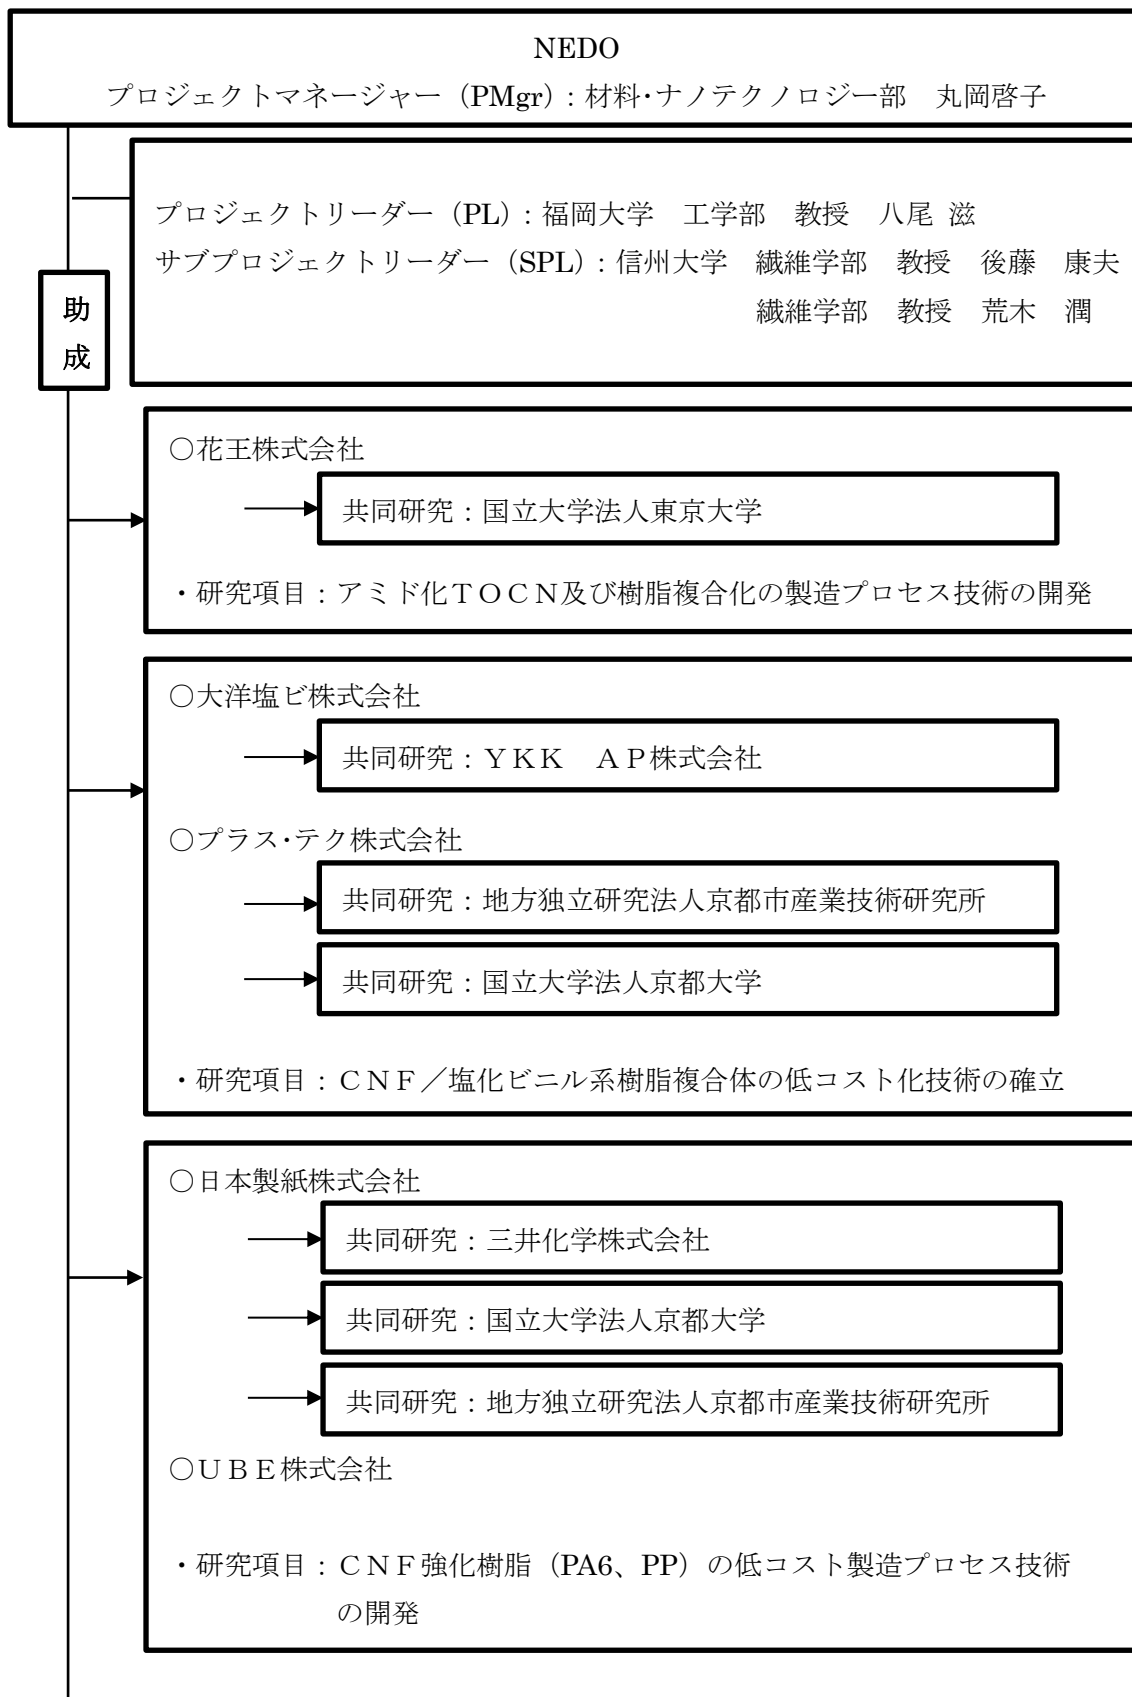 NEDO
プロジェクトマネージャー（PMgr）：材料・ナノテクノロジー部　丸岡啓子
プロジェクトリーダー（PL）：福岡大学　工学部　教授　八尾 滋
サブプロジェクトリーダー（SPL）：信州大学　繊維学部　教授　後藤　康夫
繊維学部　教授　荒木　潤
助
成
○花王株式会社
共同研究：国立大学法人東京大学
・研究項目：アミド化ＴＯＣＮ及び樹脂複合化の製造プロセス技術の開発
○大洋塩ビ株式会社
共同研究：ＹＫＫ　ＡＰ株式会社
○プラス・テク株式会社
共同研究：地方独立研究法人京都市産業技術研究所
共同研究：国立大学法人京都大学
・研究項目：ＣＮＦ／塩化ビニル系樹脂複合体の低コスト化技術の確立
○日本製紙株式会社
共同研究：三井化学株式会社
共同研究：国立大学法人京都大学
共同研究：地方独立研究法人京都市産業技術研究所
○ＵＢＥ株式会社
・研究項目：ＣＮＦ強化樹脂（PA6、PP）の低コスト製造プロセス技術
の開発